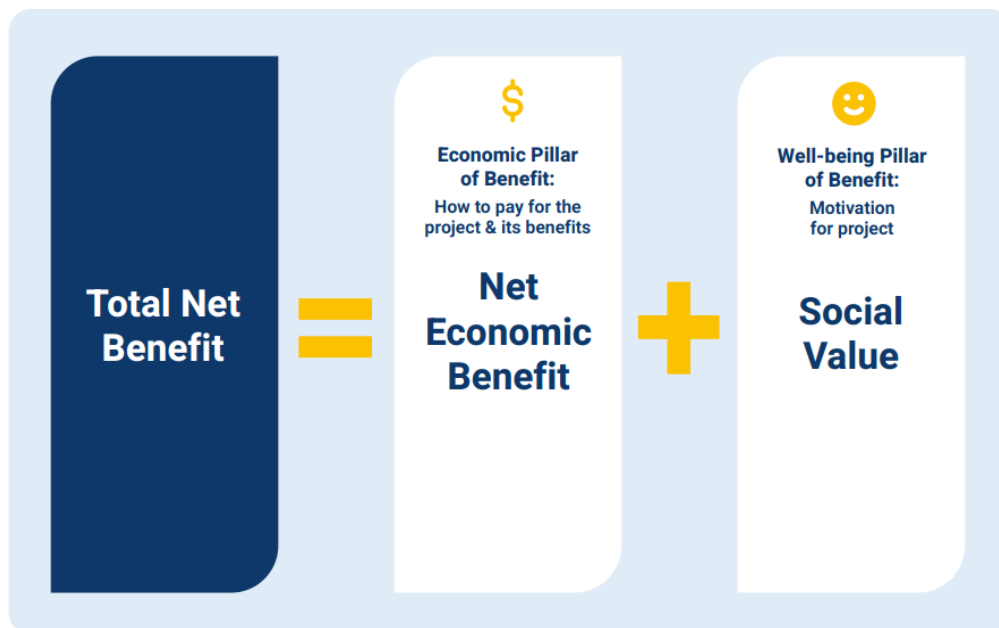 Total Net
Benefit
=
$
Economic Pillar
of Benefit:
How to pay for the
project & its benefits
Net
Economic
Benefit
+
Well-being Pillar
of Benefit:
Motivation
for project
Social
Value